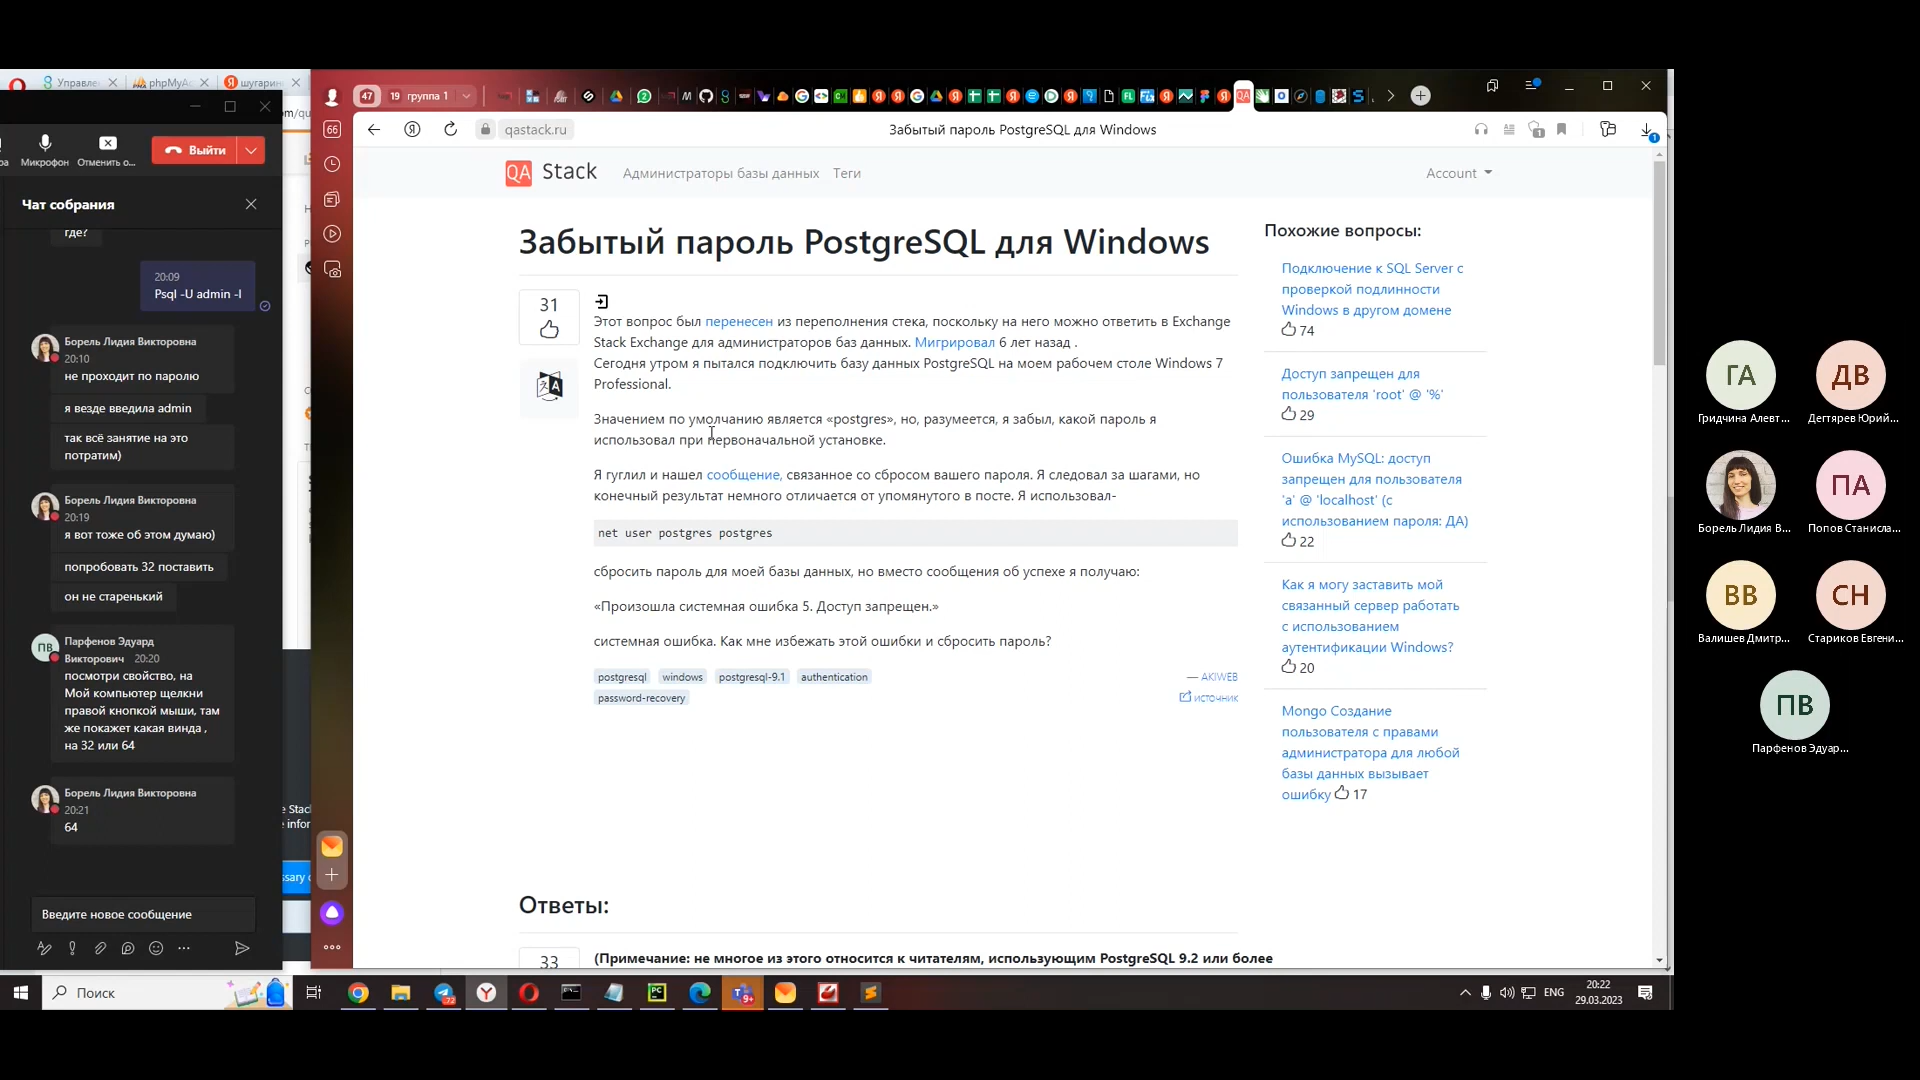 Управле
phpMyA
шугарин
Микрофон
Отменить о...
Выйти
Чат собрания
где?
20:09
Psql -U admin -l
Борель Лидия Викторовна
20:10
не проходит по паролю
я везде введила admin
так всё занятие на это
потратим)
Борель Лидия Викторовна
20:19
я вот тоже об этом думаю)
попробовать 32 поставить
он не старенький
ПВ
Парфенов Эдуард
Викторович 20:20
посмотри свойство, на
Мой компьютер щелкни
правой кнопкой мыши, там
же покажет какая винда ,
на 32 или 64
Борель Лидия Викторовна
20:21
64
Введите новое сообщение
47
19 группа 1
66
qastack.ru
Забытый пароль PostgreSQL для Windows
1
1
QA Stack
Администраторы базы данных
Теги
Account
Забытый пароль PostgreSQL для Windows
31
Этот вопрос был перенесен из переполнения стека, поскольку на него можно ответить в Exchange
Stack Exchange для администраторов баз данных. Мигрировал 6 лет назад .
Сегодня утром я пытался подключить базу данных PostgreSQL на моем рабочем столе Windows 7
Professional.
Значением по умолчанию является «postgres», но, разумеется, я забыл, какой пароль я
использовал при первоначальной установке.
Я гуглил и нашел сообщение, связанное со сбросом вашего пароля. Я следовал за шагами, но
конечный результат немного отличается от упомянутого в посте. Я использовал-
net user postgres postgres
сбросить пароль для моей базы данных, но вместо сообщения об успехе я получаю:
«Произошла системная ошибка 5. Доступ запрещен.»
системная ошибка. Как мне избежать этой ошибки и сбросить пароль?
postgresql windows postgresql-9.1 authentication
password-recovery
— AKIWEB
источник
Ответы:
33
(Примечание: не многое из этого относится к читателям, использующим PostgreSQL 9.2 или более
Похожие вопросы:
Подключение к SQL Server с
проверкой подлинности
Windows в другом домене
74
Доступ запрещен для
пользователя 'root' @ '%'
29
Ошибка MySQL: доступ
запрещен для пользователя
'a' @ 'localhost' (с
использованием пароля: ДА)
22
Как я могу заставить мой
связанный сервер работать
с использованием
аутентификации Windows?
20
Mongo Создание
пользователя с правами
администратора для любой
базы данных вызывает
ошибку 17
ГА
Гридчина Алевт...
ДВ
Дегтярев Юрий...
Борель Лидия В...
ПА
Попов Станисла...
ВВ
Валишев Дмитр...
СН
Стариков Евгени...
ПВ
Парфенов Эдуар...
Поиск
72
9+
ENG
20:22
29.03.2023